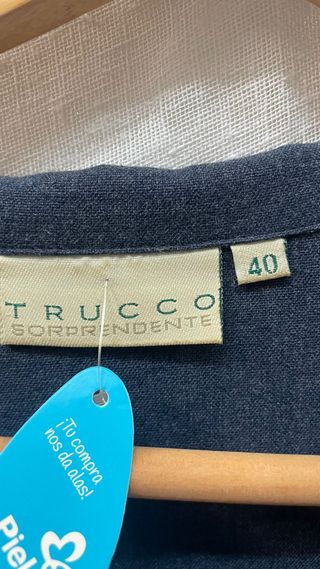 TRUCCO
SORPRENDENTE
40
¡Tu compra
nos da alas!
Piel